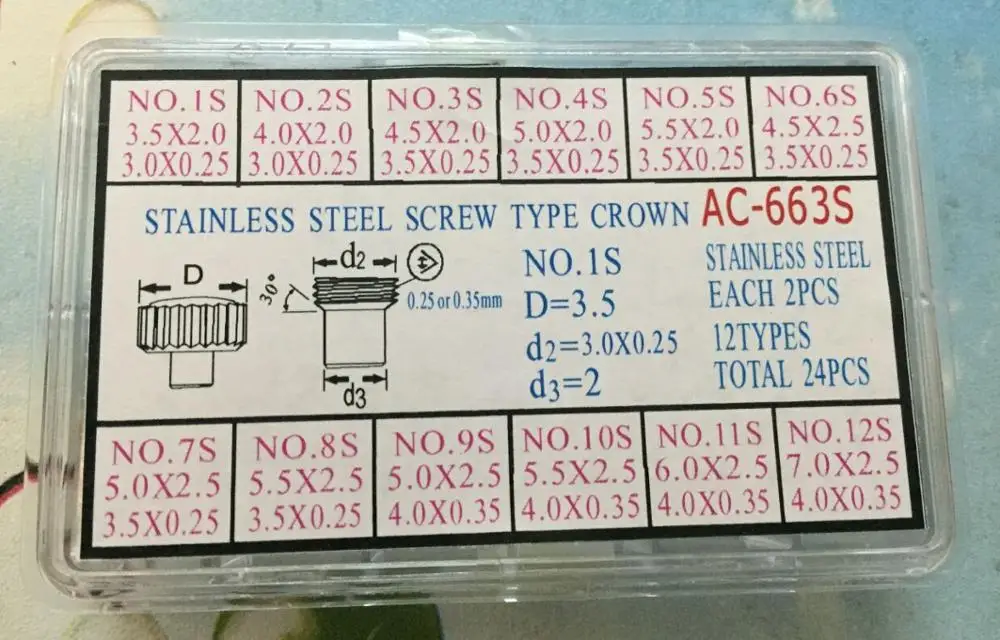 NO.1S
3.5X2.0
3.0X0.25
NO.2S
4.0X2.0
3.0X0.25
NO.3S
4.5X2.0
3.5X0.25
NO.4S
5.0X2.0
3.5X0.25
NO.5S
5.5X2.0
3.5X0.25
NO.6S
4.5X2.5
3.5X0.25
STAINLESS STEEL SCREW TYPE CROWN AC-663S
D
30°
d2
0.25 or 0.35mm
d3
NO.1S
D=3.5
d2=3.0X0.25
d3=2
STAINLESS STEEL
EACH 2PCS
12TYPES
TOTAL 24PCS
NO.7S
5.0X2.5
3.5X0.25
NO.8S
5.5X2.5
3.5X0.25
NO.9S
5.0X2.5
4.0X0.35
NO.10S
5.5X2.5
4.0X0.35
NO.11S
6.0X2.5
4.0X0.35
NO.12S
7.0X2.5
4.0X0.35